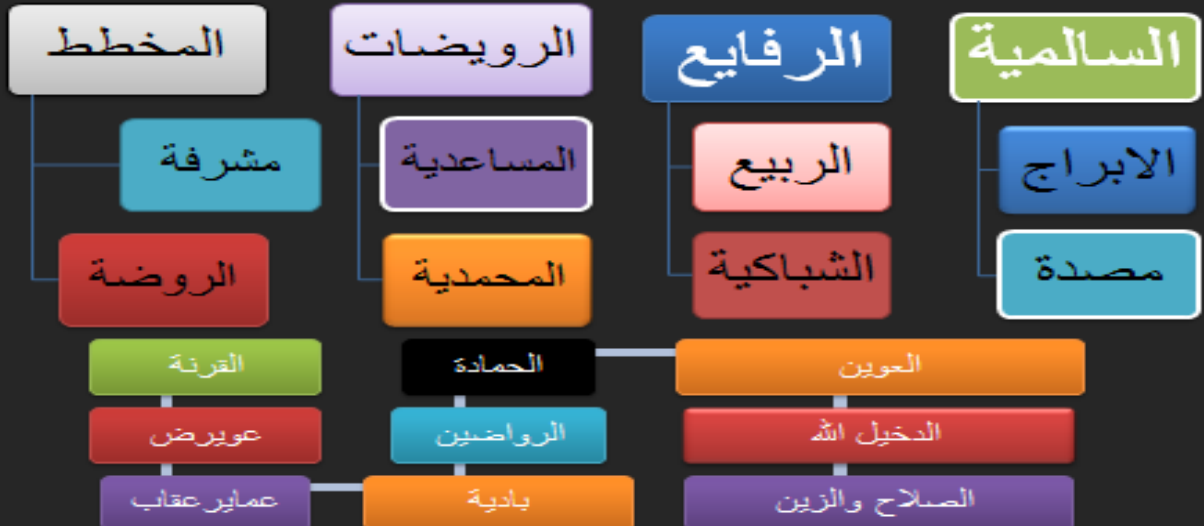 السالمية
الرفايع
الرويضات
المخطط
الابراج
الربيع
المساعدية
مشرفة
مصدة
الشباكية
المحمدية
الروضة
العوين
الحمادة
القرنة
الدخيل الله
الرواضين
عويرض
الصلاح والزين
بادية
عمايرعقاب